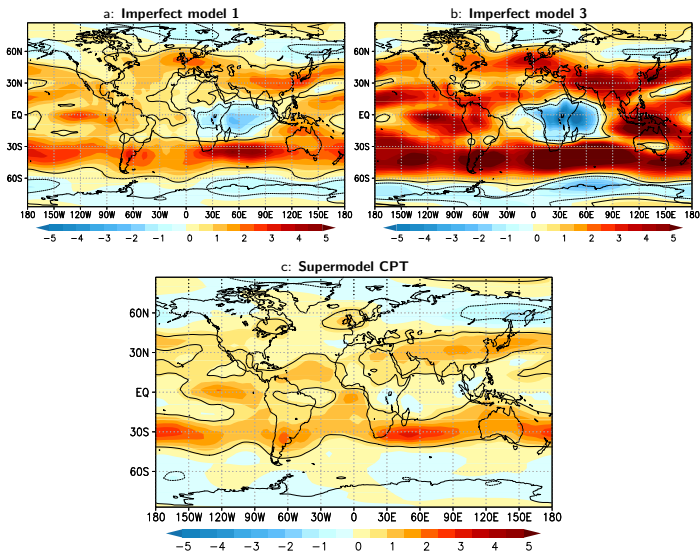 a: Imperfect model 1
b: Imperfect model 3
60N
30N
EQ
30S
60S
180 150W 120W 90W 60W 30W 0 30E 60E 90E 120E 150E 180
−5 −4 −3 −2 −1 0 1 2 3 4 5
60N
30N
EQ
30S
60S
180 150W 120W 90W 60W 30W 0 30E 60E 90E 120E 150E 180
−5 −4 −3 −2 −1 0 1 2 3 4 5
c: Supermodel CPT
60N
30N
EQ
30S
60S
180 150W 120W 90W 60W 30W 0 30E 60E 90E 120E 150E 180
−5 −4 −3 −2 −1 0 1 2 3 4 5